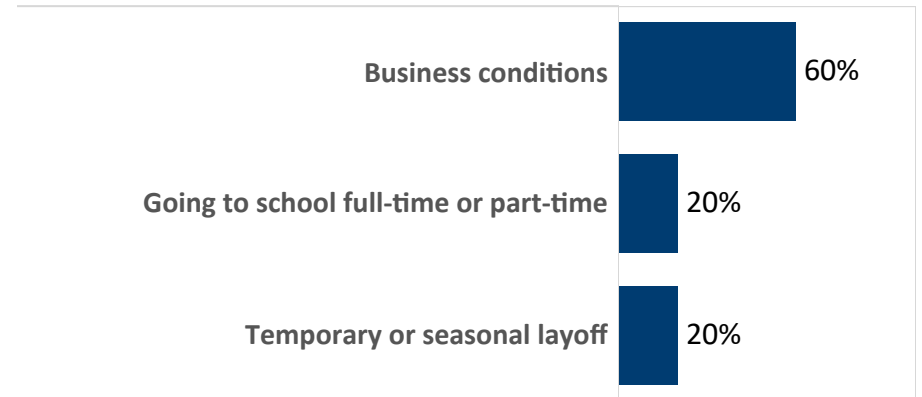 Business conditions 60%
Going to school full-time or part-time 20%
Temporary or seasonal layoff 20%